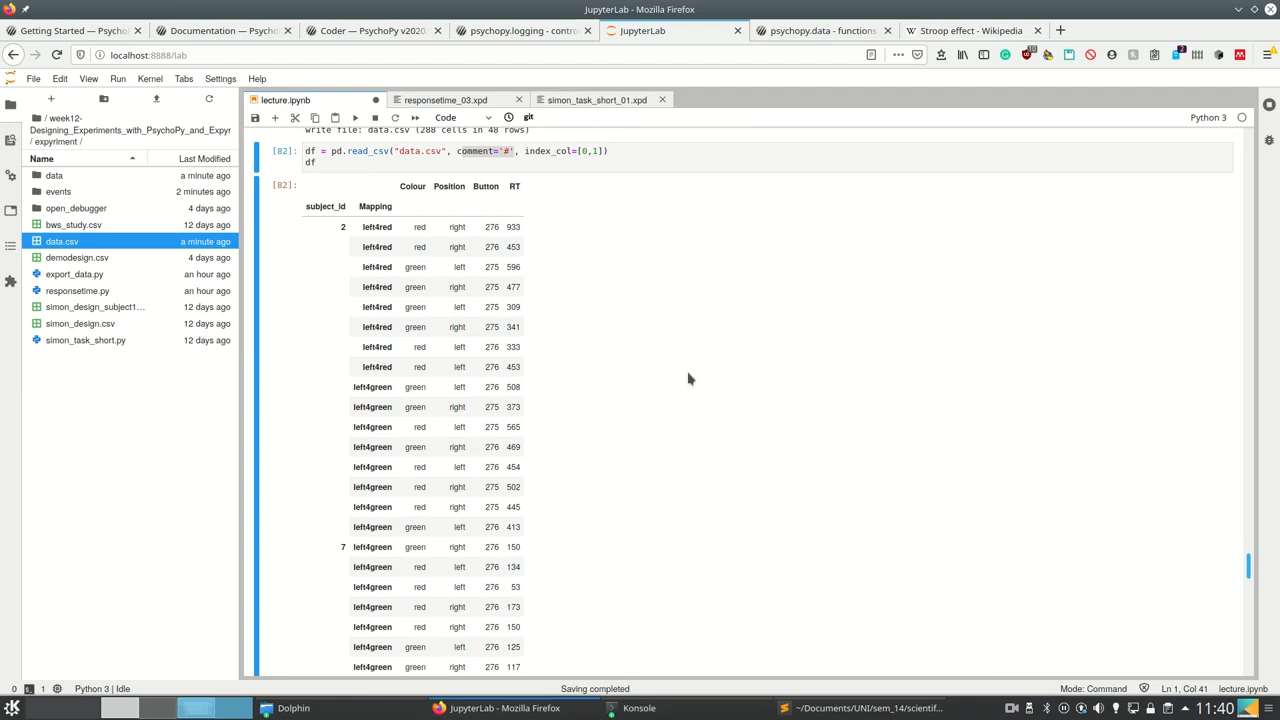 JupyterLab - Mozilla Firefox
Getting Started — PsychoP
Documentation — Psychop
Coder — PsychoPy v2020.
psychopy.logging - contro
JupyterLab
psychopy.data - functions
Stroop effect - Wikipedia
localhost:8888/lab
File Edit View Run Kernel Tabs Settings Help
lecture.ipynb
responsetime_03.xpd
simon_task_short_01.xpd
Code
git
Python 3
/ week12-
Designing_Experiments_with_PsychoPy_and_Expyr
/ expyriment /
Name Last Modified
data a minute ago
events 2 minutes ago
open_debugger 4 days ago
bws_study.csv 12 days ago
data.csv a minute ago
demodesign.csv 4 days ago
export_data.py an hour ago
responsetime.py an hour ago
simon_design_subject1... 12 days ago
simon_design.csv 12 days ago
simon_task_short.py 12 days ago
write file: data.csv (288 cells in 48 rows)
[82]: df = pd.read_csv("data.csv", comment='#', index_col=[0,1])
df
[82]:
Colour Position Button RT
subject_id Mapping
2 left4red red right 276 933
left4red red right 276 453
left4red green left 275 596
left4red green right 275 477
left4red green left 275 309
left4red green right 275 341
left4red red left 276 333
left4red red left 276 453
left4green green left 276 508
left4green green right 275 373
left4green red left 275 565
left4green green right 276 469
left4green red left 276 454
left4green red right 275 502
left4green red right 275 445
left4green green left 276 413
7 left4green green right 276 150
left4green red left 276 134
left4green red left 276 53
left4green red right 276 173
left4green red right 276 150
left4green green left 276 125
left4green green right 276 117
0 1 Python 3 | Idle
Saving completed
Mode: Command
Ln 1, Col 41 lecture.ipynb
Dolphin
JupyterLab - Mozilla Firefox
Konsole
~/Documents/UNI/sem_14/scientif...
11:40